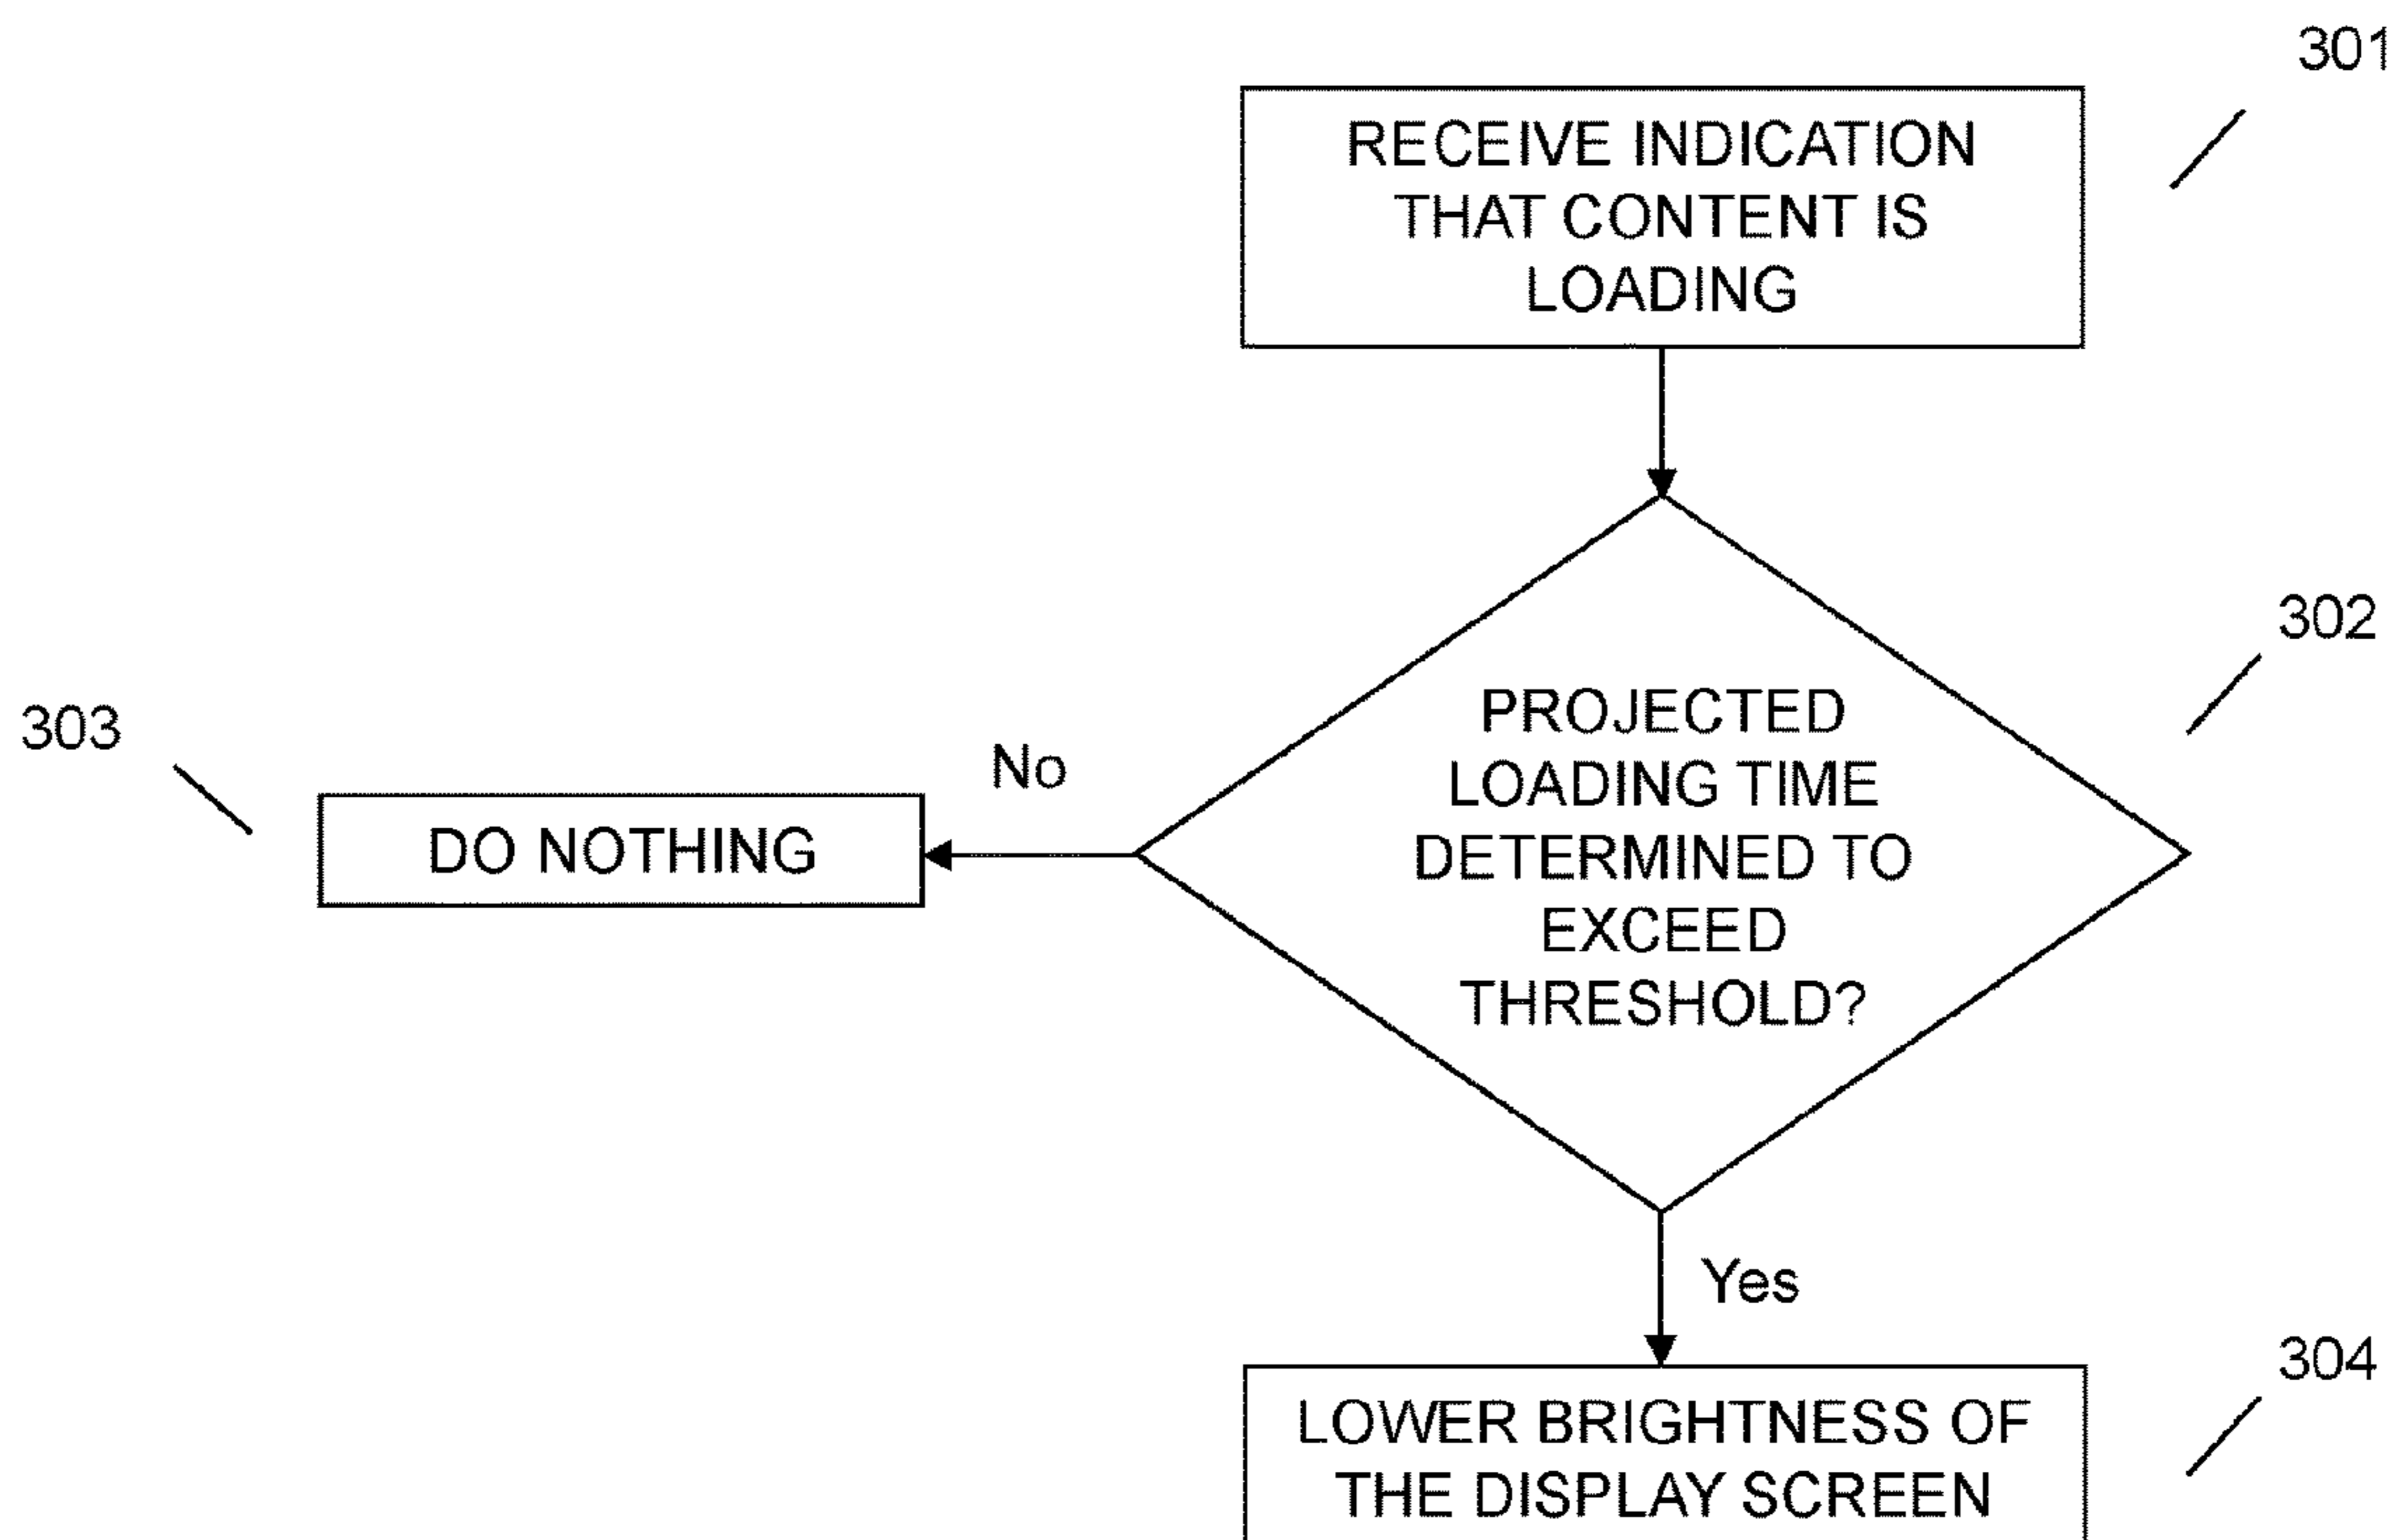 301
RECEIVE INDICATION
THAT CONTENT IS
LOADING
302
PROJECTED
LOADING TIME
DETERMINED TO
EXCEED
THRESHOLD?
303
No
DO NOTHING
Yes
304
LOWER BRIGHTNESS OF
THE DISPLAY SCREEN